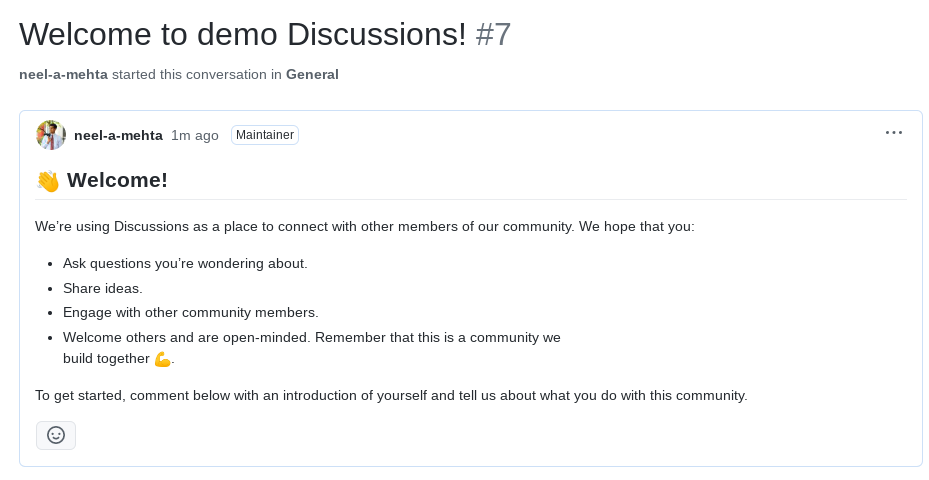 Welcome to demo Discussions! #7
neel-a-mehta started this conversation in General
neel-a-mehta 1m ago Maintainer
👋 Welcome!
We’re using Discussions as a place to connect with other members of our community. We hope that you:
• Ask questions you’re wondering about.
• Share ideas.
• Engage with other community members.
• Welcome others and are open-minded. Remember that this is a community we
build together 💪.
To get started, comment below with an introduction of yourself and tell us about what you do with this community.